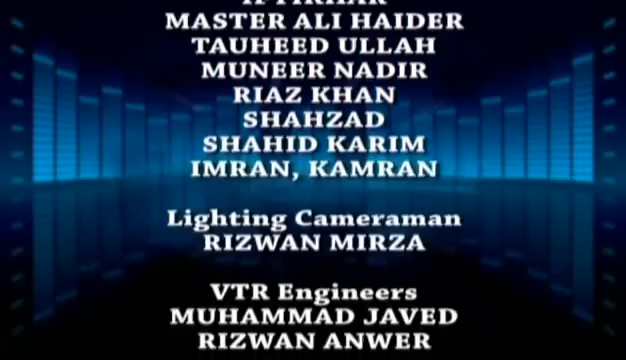 IFTIKHAR
MASTER ALI HAIDER
TAUHEED ULLAH
MUNEER NADIR
RIAZ KHAN
SHAHZAD
SHAHID KARIM
IMRAN, KAMRAN
Lighting Cameraman
RIZWAN MIRZA
VTR Engineers
MUHAMMAD JAVED
RIZWAN ANWER